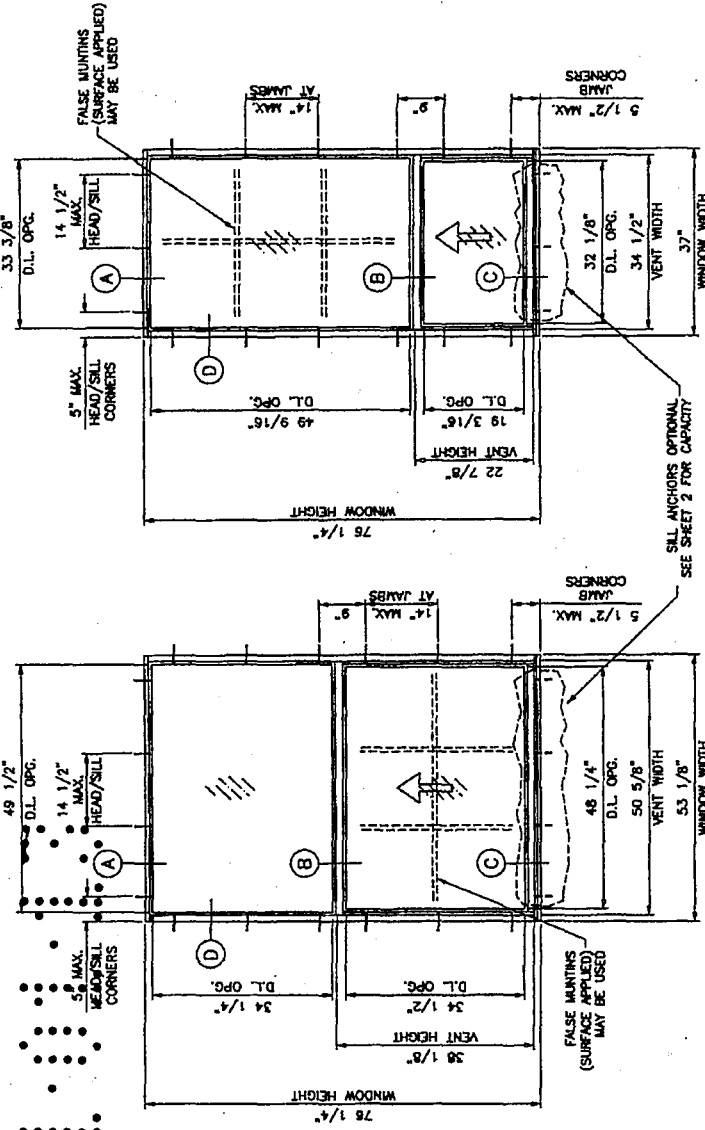 49 1/2"
D.L. OPG.
14 1/2"
MAX.
HEAD/SILL
5" MAX.
HEAD/SILL
CORNERS
A
B
C
D
34 1/4"
D.L. OPG.
34 1/2"
D.L. OPG.
38 1/8"
VENT HEIGHT
76 1/4"
WINDOW HEIGHT
9"
14" MAX.
AT JAMBS
5 1/2" MAX.
JAMB
CORNERS
48 1/4"
D.L. OPG.
50 5/8"
VENT WIDTH
53 1/8"
WINDOW WIDTH
FALSE MUNTINS
(SURFACE APPLIED)
MAY BE USED
SILL ANCHORS OPTIONAL
SEE SHEET 2 FOR CAPACITY
33 3/8"
D.L. OPG.
14 1/2"
MAX.
HEAD/SILL
5" MAX.
HEAD/SILL
CORNERS
FALSE MUNTINS
(SURFACE APPLIED)
MAY BE USED
A
B
C
D
49 9/16"
D.L. OPG.
19 3/16"
D.L. OPG.
22 7/8"
VENT HEIGHT
76 1/4"
WINDOW HEIGHT
14" MAX.
AT JAMBS
9"
5 1/2" MAX.
JAMB
CORNERS
32 1/8"
D.L. OPG.
34 1/2"
VENT WIDTH
37"
WINDOW WIDTH